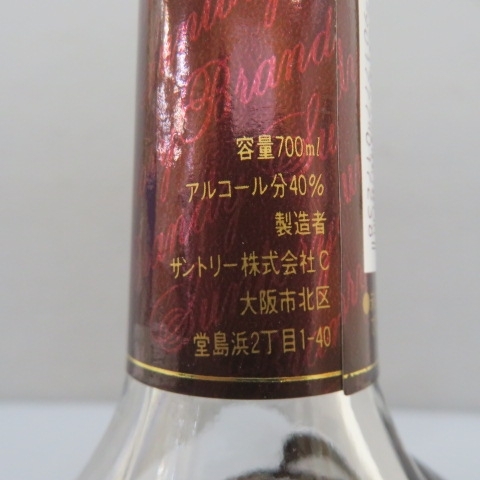 Brand
容量700ml
アルコール分40%
製造者
サントリー株式会社C
大阪市北区
堂島浜2丁目1-40